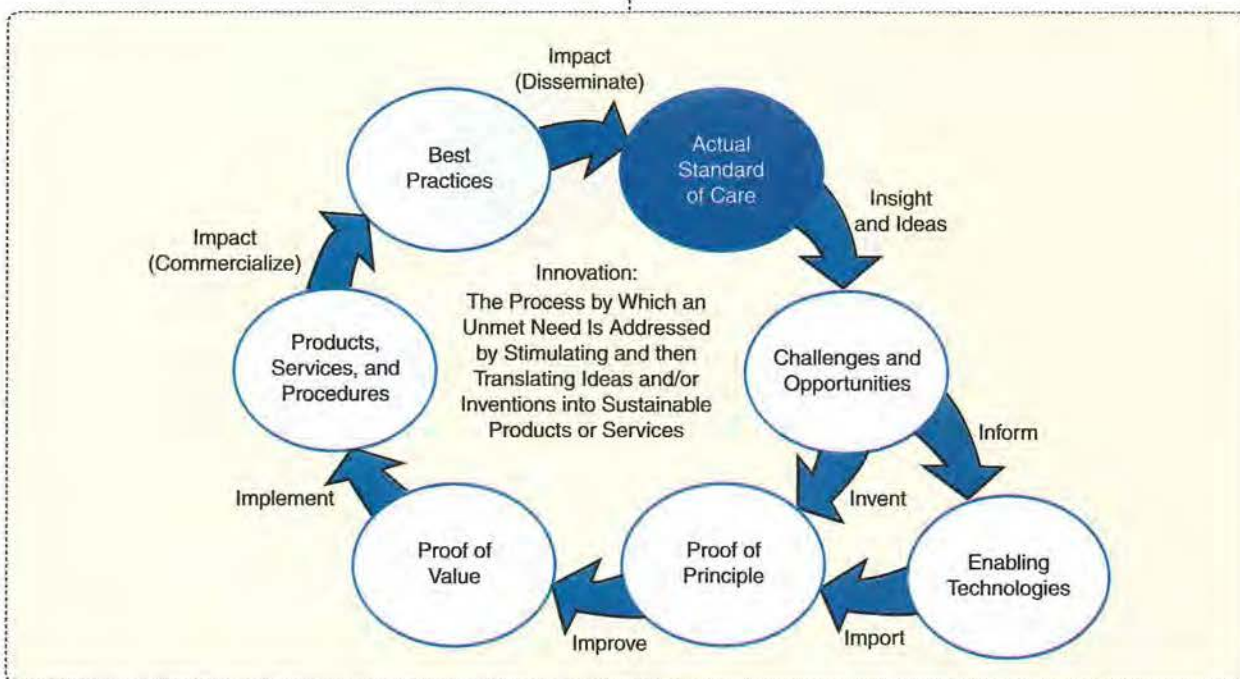 Impact
(Disseminate)
Best
Practices
Actual
Standard
of Care
Insight
and Ideas
Impact
(Commercialize)
Innovation:
The Process by Which an
Unmet Need Is Addressed
by Stimulating and then
Translating Ideas and/or
Inventions into Sustainable
Products or Services
Products,
Services, and
Procedures
Challenges and
Opportunities
Inform
Implement
Invent
Proof of
Value
Proof of
Principle
Enabling
Technologies
Improve
Import